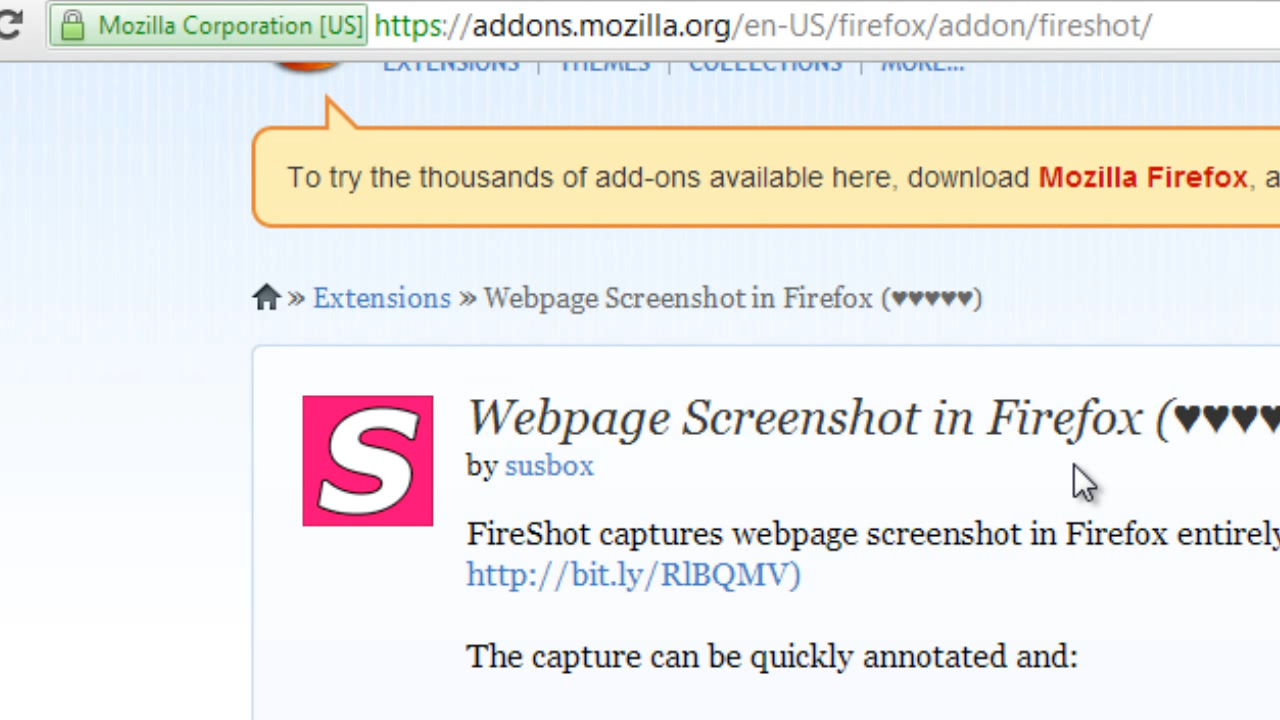 Mozilla Corporation [US] https://addons.mozilla.org/en-US/firefox/addon/fireshot/
EXTENSIONS | THEMES | COLLECTIONS | MORE...
To try the thousands of add-ons available here, download Mozilla Firefox, a
» Extensions » Webpage Screenshot in Firefox (♥♥♥♥♥)
S
Webpage Screenshot in Firefox (♥♥♥♥
by susbox
FireShot captures webpage screenshot in Firefox entirely
http://bit.ly/RlBQMV)
The capture can be quickly annotated and: